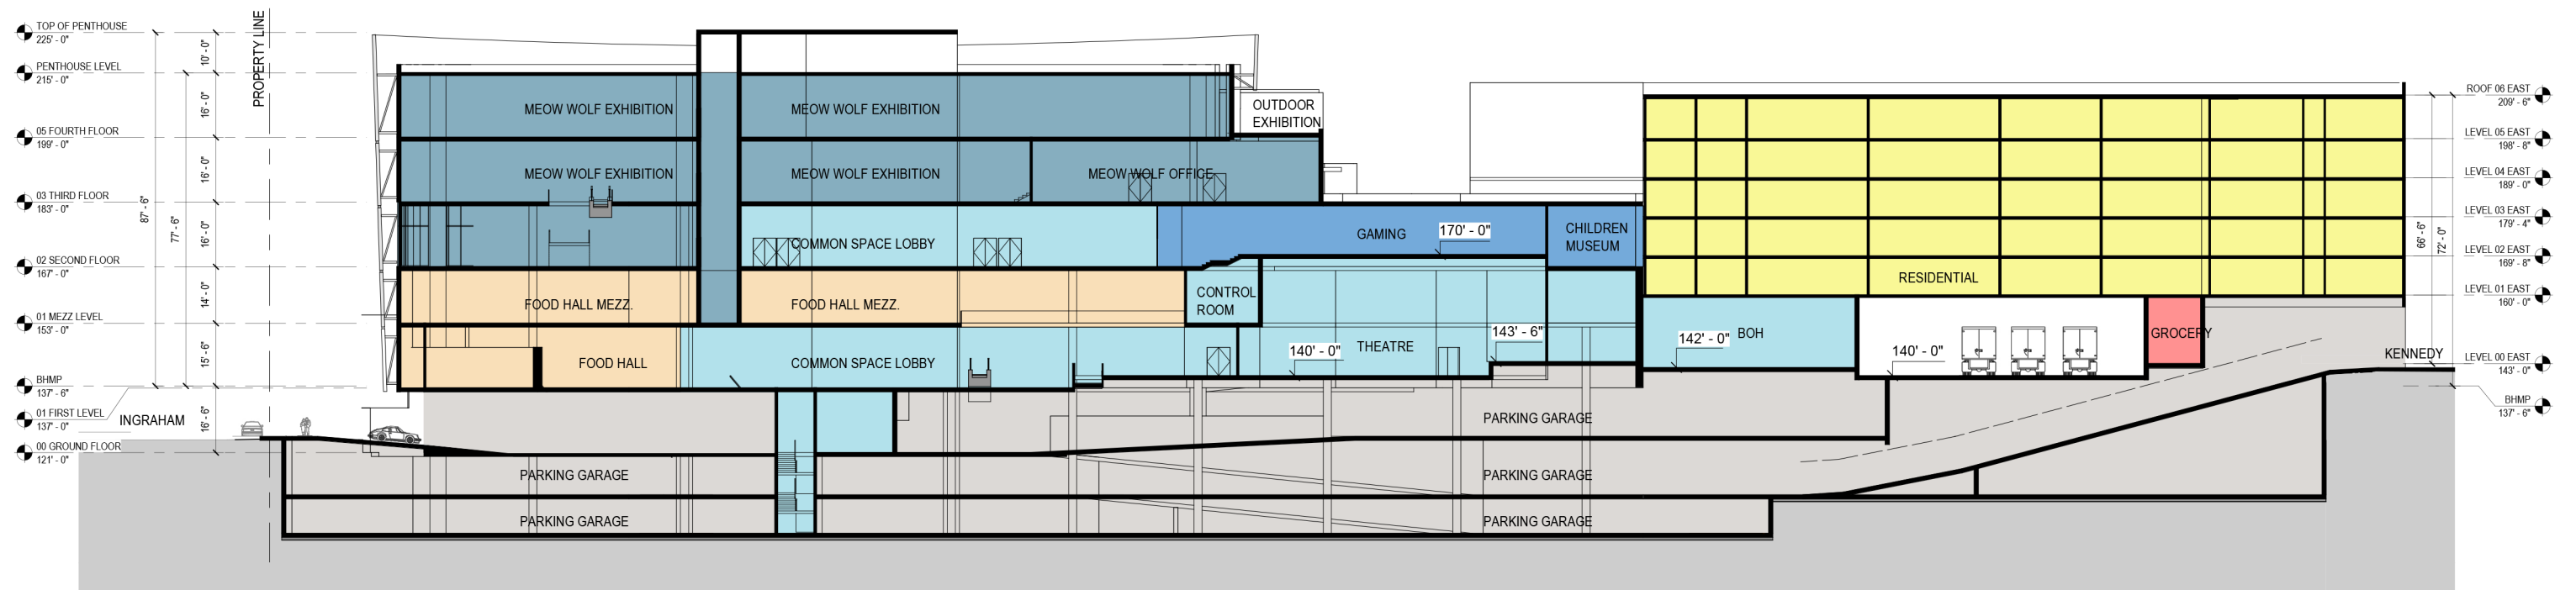 TOP OF PENTHOUSE
225' - 0"
PENTHOUSE LEVEL
215' - 0"
05 FOURTH FLOOR
199' - 0"
03 THIRD FLOOR
183' - 0"
02 SECOND FLOOR
167' - 0"
01 MEZZ LEVEL
153' - 0"
BHMP
137' - 6"
01 FIRST LEVEL
137' - 0"
00 GROUND FLOOR
121' - 0"
87' - 6"
77' - 6"
10' - 0"
16' - 0"
16' - 0"
16' - 0"
14' - 0"
15' - 6"
16' - 6"
PROPERTY LINE
INGRAHAM
MEOW WOLF EXHIBITION
MEOW WOLF EXHIBITION
OUTDOOR
EXHIBITION
MEOW WOLF EXHIBITION
MEOW WOLF EXHIBITION
MEOW WOLF OFFICE
COMMON SPACE LOBBY
GAMING
170' - 0"
CHILDREN
MUSEUM
FOOD HALL MEZZ.
FOOD HALL MEZZ.
CONTROL
ROOM
FOOD HALL
COMMON SPACE LOBBY
140' - 0"
THEATRE
143' - 6"
RESIDENTIAL
142' - 0"
BOH
140' - 0"
GROCERY
KENNEDY
PARKING GARAGE
PARKING GARAGE
PARKING GARAGE
PARKING GARAGE
PARKING GARAGE
66' - 6"
72' - 0"
ROOF 06 EAST
209' - 6"
LEVEL 05 EAST
198' - 8"
LEVEL 04 EAST
189' - 0"
LEVEL 03 EAST
179' - 4"
LEVEL 02 EAST
169' - 8"
LEVEL 01 EAST
160' - 0"
LEVEL 00 EAST
143' - 0"
BHMP
137' - 6"